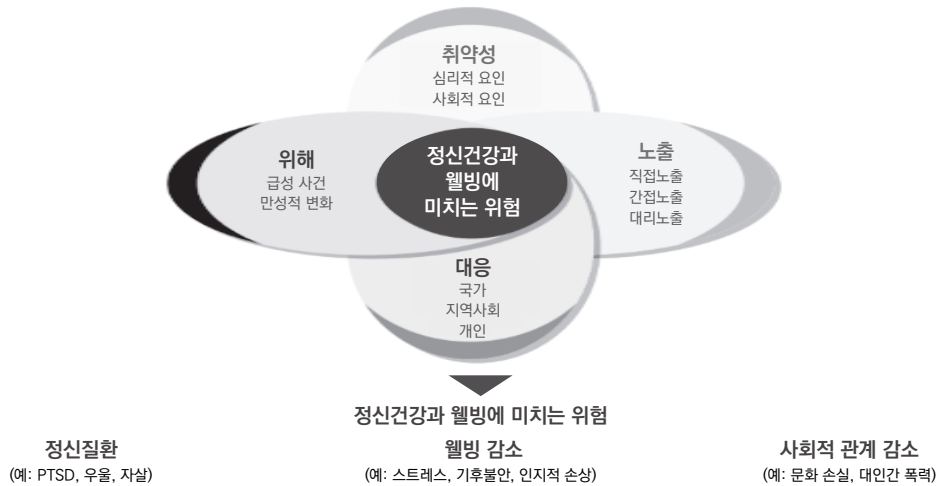 취약성
심리적 요인
사회적 요인
위해
급성 사건
만성적 변화
정신건강과
웰빙에
미치는 위험
노출
직접노출
간접노출
대리노출
대응
국가
지역사회
개인
정신건강과 웰빙에 미치는 위험
정신질환
(예: PTSD, 우울, 자살)
웰빙 감소
(예: 스트레스, 기후불안, 인지적 손상)
사회적 관계 감소
(예: 문화 손실, 대인간 폭력)